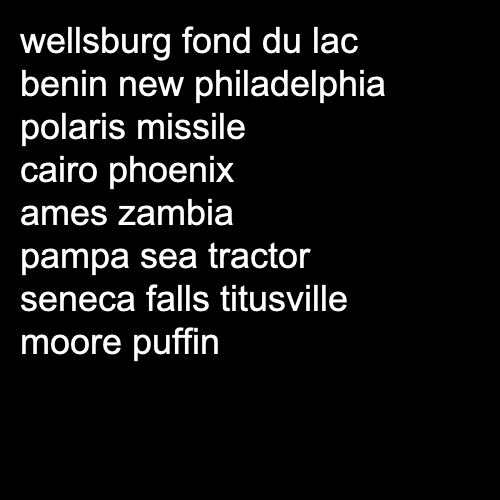 wellsburg fond du lac
benin new philadelphia
polaris missile
cairo phoenix
ames zambia
pampa sea tractor
seneca falls titusville
moore puffin